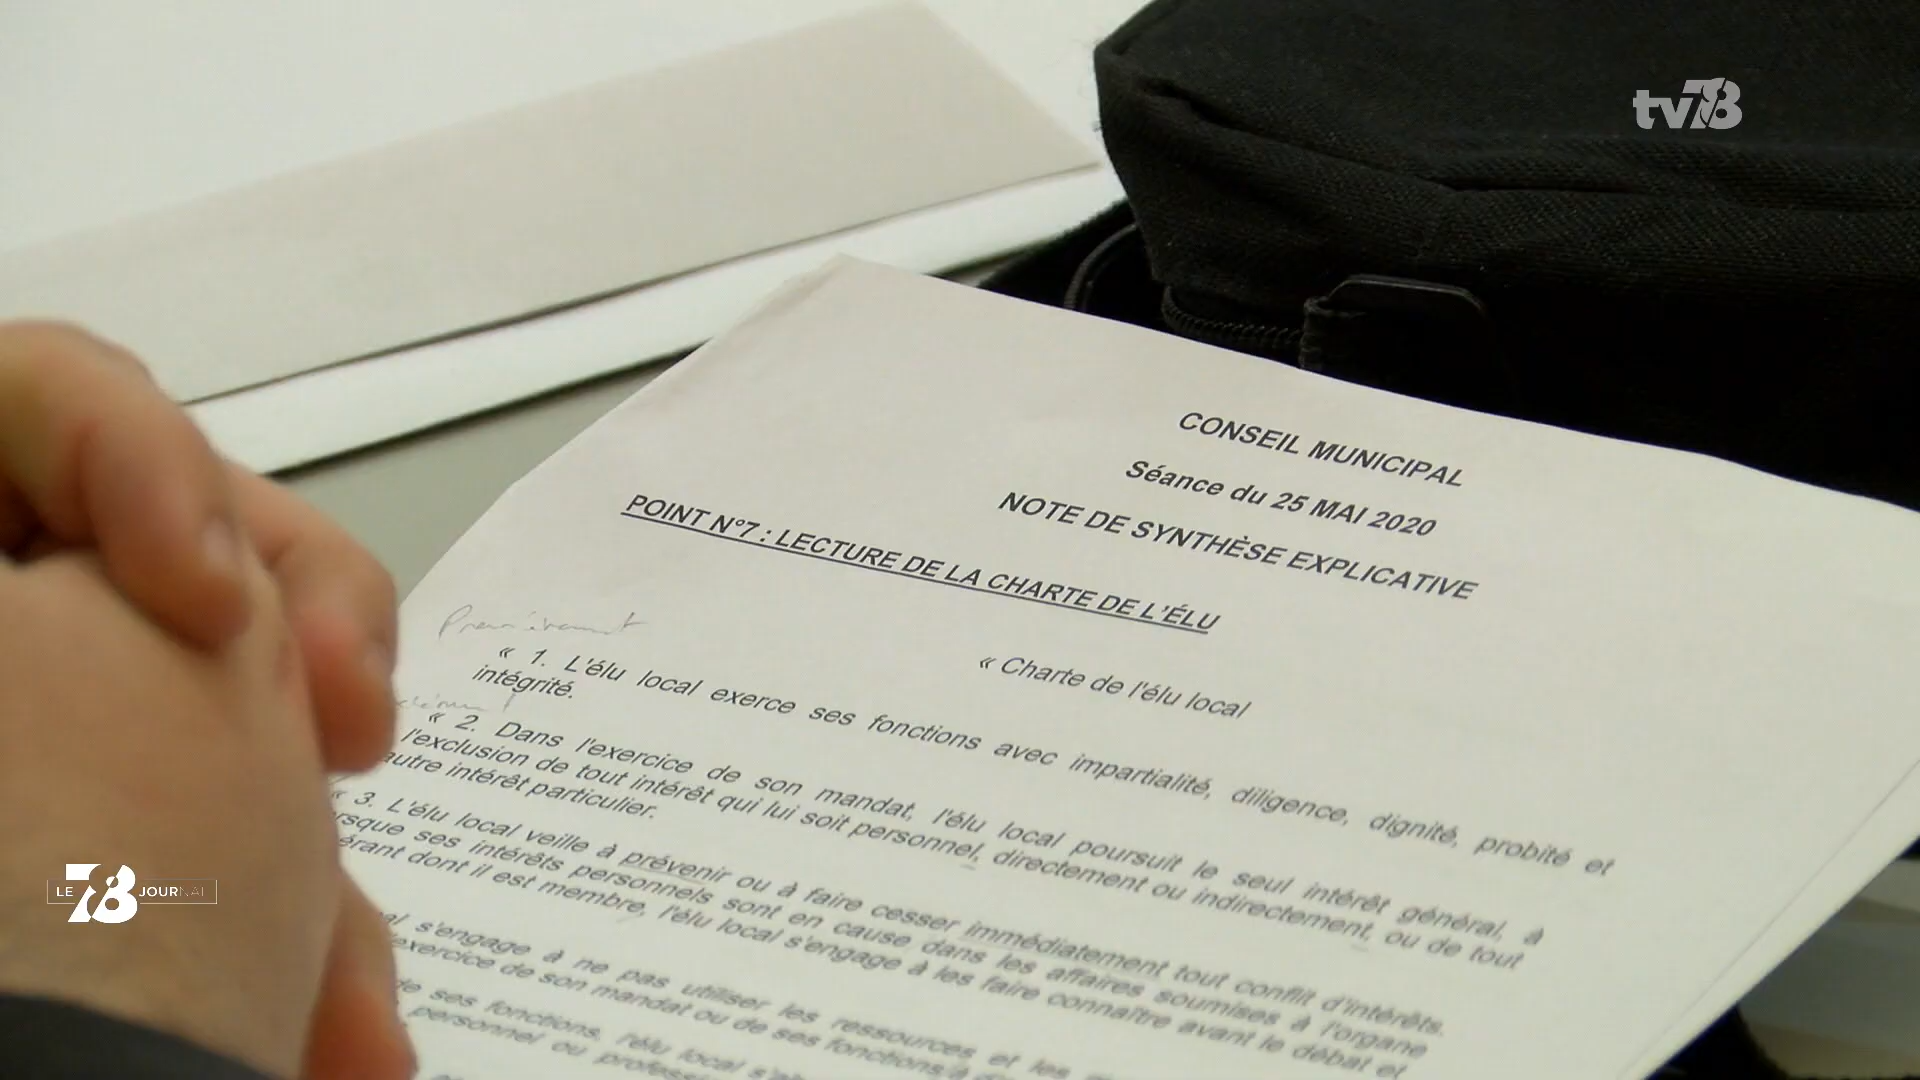 tv78
CONSEIL MUNICIPAL
Séance du 25 MAI 2020
NOTE DE SYNTHÈSE EXPLICATIVE
POINT N°7 : LECTURE DE LA CHARTE DE L'ÉLU
Premièrement
« Charte de l'élu local
« 1. L'élu local exerce ses fonctions avec impartialité, diligence, dignité, probité et
intégrité.
« 2. Dans l'exercice de son mandat, l'élu local poursuit le seul intérêt général, à
l'exclusion de tout intérêt qui lui soit personnel, directement ou indirectement, ou de tout
autre intérêt particulier.
« 3. L'élu local veille à prévenir ou à faire cesser immédiatement tout conflit d'intérêts.
ses intérêts personnels sont en cause dans les affaires soumises à l'organe
dont il est membre, l'élu local s'engage à les faire connaître avant le débat et
s'engage à ne pas utiliser les ressources et les
exercice de son mandat ou de ses fonctions
de ses fonctions, l'élu local
personnel ou
LE 78 JOURNAL